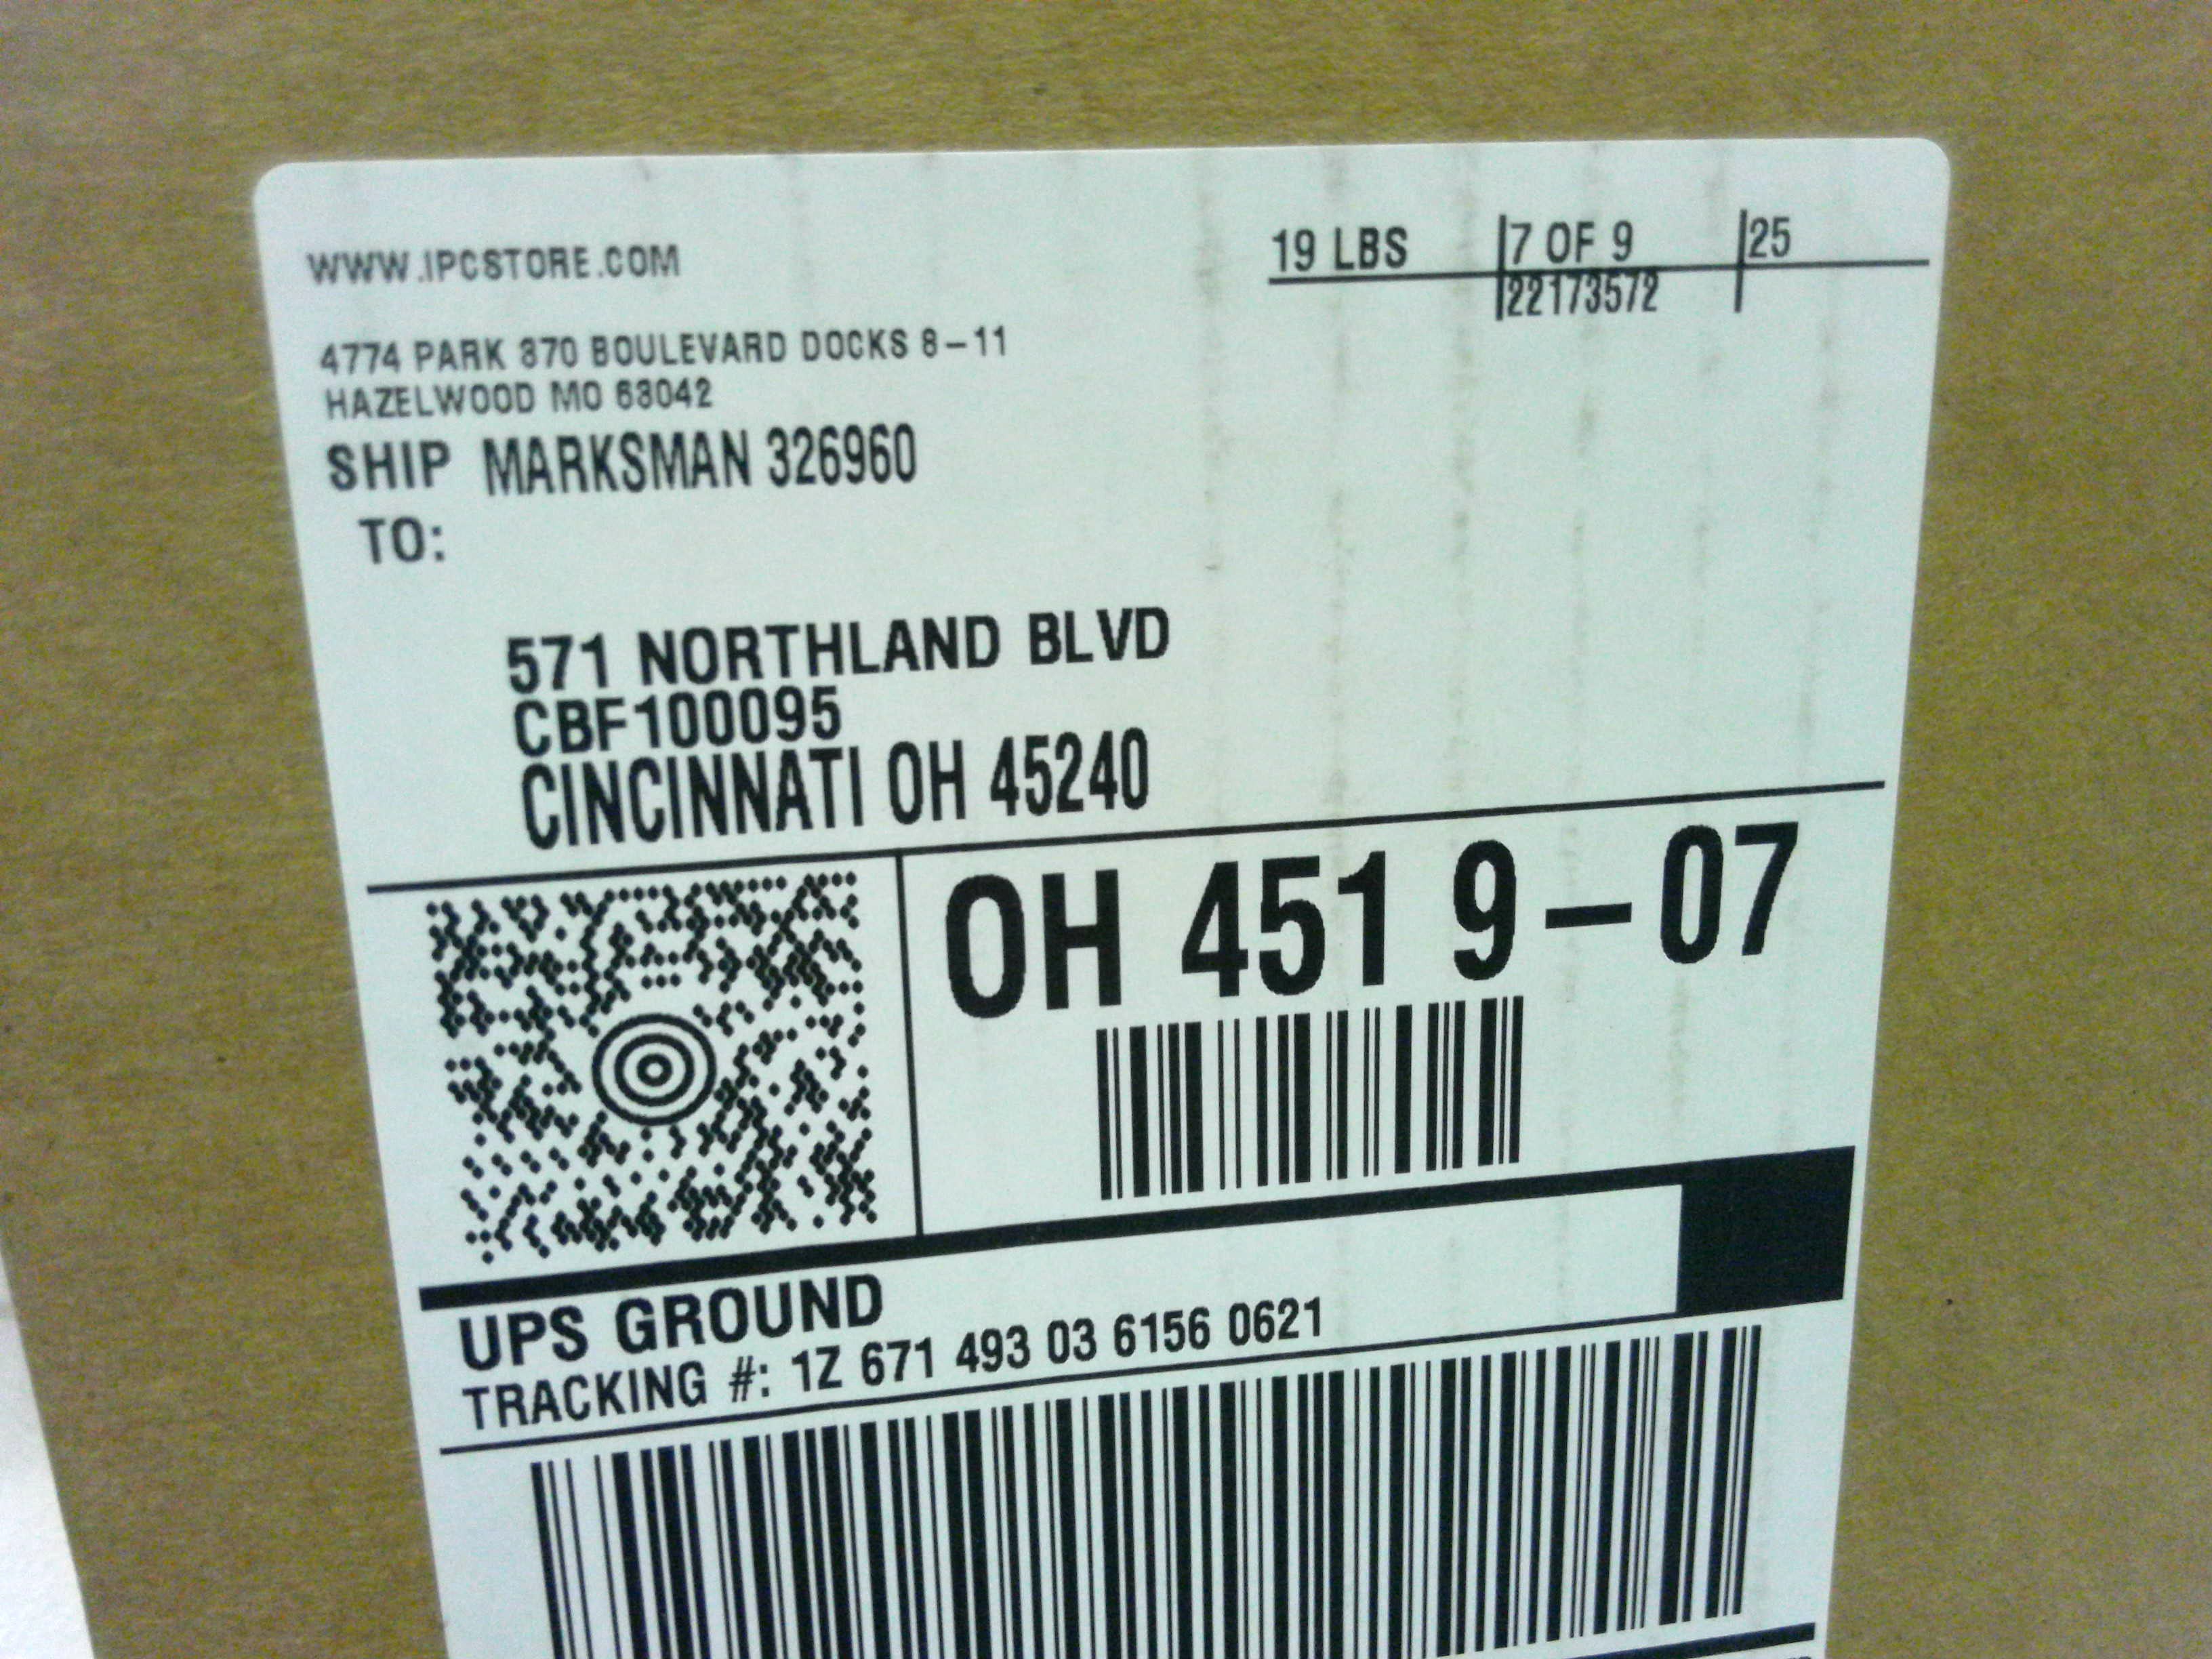 WWW.IPCSTORE.COM
19 LBS 7 OF 9 25
22173572
4774 PARK 370 BOULEVARD DOCKS 8-11
HAZELWOOD MO 63042
SHIP MARKSMAN 326960
TO:
571 NORTHLAND BLVD
CBF100095
CINCINNATI OH 45240
OH 451 9-07
UPS GROUND
TRACKING #: 1Z 671 493 03 6156 0621